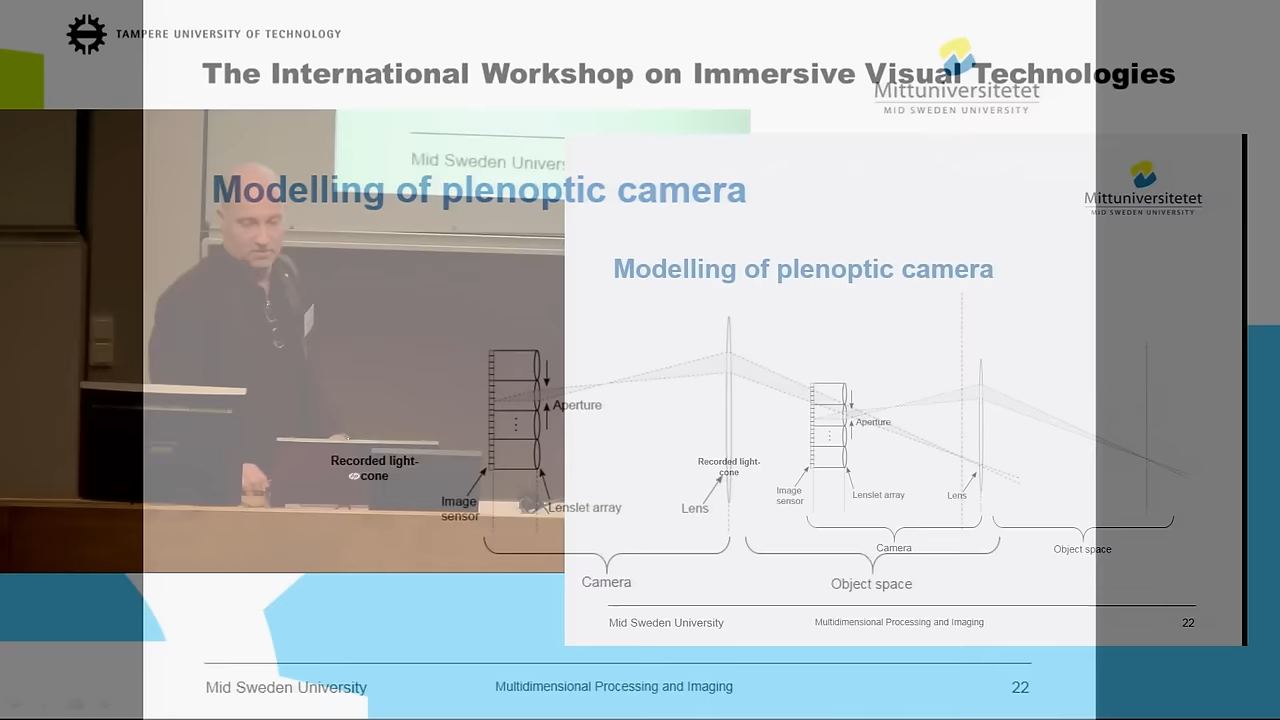 TAMPERE UNIVERSITY OF TECHNOLOGY
The International Workshop on Immersive Visual Technologies
Mittuniversitetet
MID SWEDEN UNIVERSITY
Mid Sweden Univers
Modelling of plenoptic camera
Mittuniversitetet
MID SWEDEN UNIVERSITY
Modelling of plenoptic camera
Aperture
Recorded light-
cone
Image
sensor
Lenslet array
Lens
Camera
Object space
Aperture
Recorded light-
cone
Image
sensor
Lenslet array
Lens
Camera
Object space
Mid Sweden University
Multidimensional Processing and Imaging
22
Mid Sweden University
Multidimensional Processing and Imaging
22